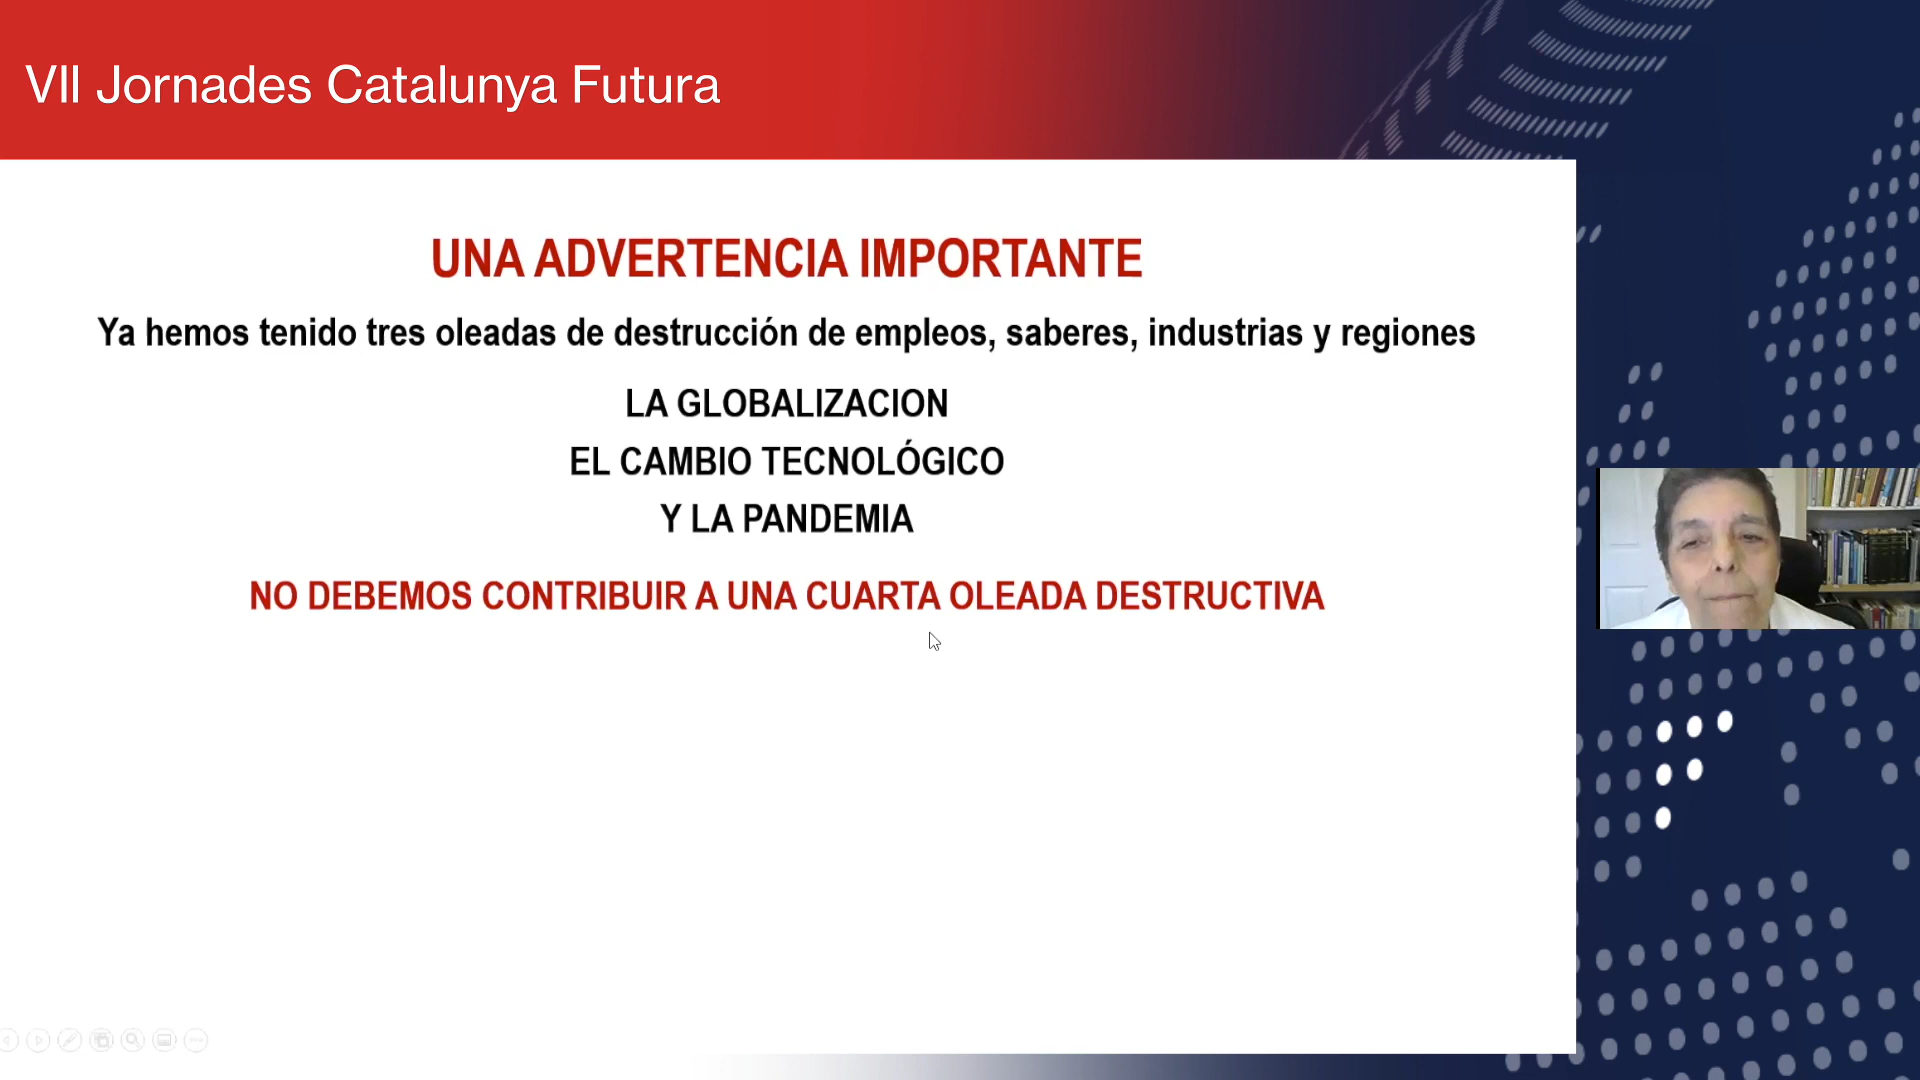 VII Jornades Catalunya Futura
UNA ADVERTENCIA IMPORTANTE
Ya hemos tenido tres oleadas de destrucción de empleos, saberes, industrias y regiones
LA GLOBALIZACION
EL CAMBIO TECNOLÓGICO
Y LA PANDEMIA
NO DEBEMOS CONTRIBUIR A UNA CUARTA OLEADA DESTRUCTIVA